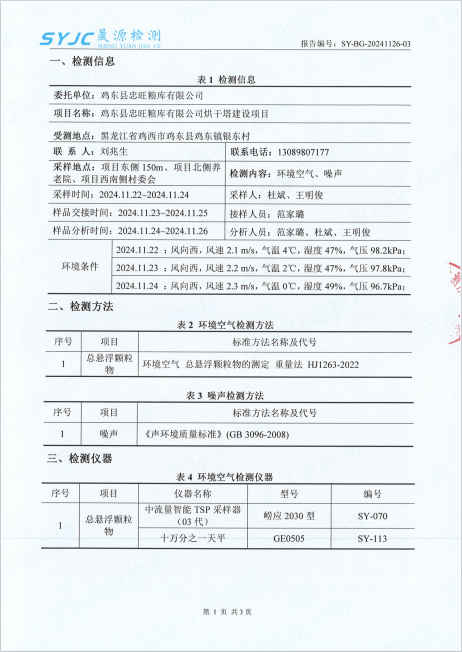 SYJC 晟源检测
SHENG YUAN JIAN CE
报告编号：SY-BG-20241126-03
一、检测信息
表 1 检测信息
委托单位：鸡东县忠旺粮库有限公司
项目名称：鸡东县忠旺粮库有限公司烘干塔建设项目
受测地点：黑龙江省鸡西市鸡东县鸡东镇银东村
联 系 人：刘兆生 联系电话：13089807177
采样地点：项目东侧 150m、项目北侧养
老院、项目西南侧村委会 检测内容：环境空气、噪声
采样时间：2024.11.22~2024.11.24 采样人：杜斌、王明俊
样品交接时间：2024.11.23~2024.11.25 接样人员：范家璐
样品分析时间：2024.11.24~2024.11.26 分析人员：范家璐、杜斌、王明俊
环境条件
2024.11.22 ：风向西，风速 2.1 m/s，气温 4℃，湿度 47%，气压 98.2kPa；
2024.11.23 ：风向西，风速 2.2 m/s，气温 2℃，湿度 47%，气压 97.8kPa；
2024.11.24 ：风向西，风速 2.3 m/s，气温 0℃，湿度 49%，气压 96.7kPa；
二、检测方法
表 2 环境空气检测方法
序号 项目 标准方法名称及代号
1 总悬浮颗粒物 环境空气 总悬浮颗粒物的测定 重量法 HJ1263-2022
表 3 噪声检测方法
序号 项目 标准方法名称及代号
1 噪声 《声环境质量标准》(GB 3096-2008)
三、检测仪器
表 4 环境空气检测仪器
序号 项目 仪器名称 型号 编号
1 总悬浮颗粒物 中流量智能 TSP 采样器（03 代） 崂应 2030 型 SY-070
十万分之一天平 GE0505 SY-113
第 1 页 共 3 页